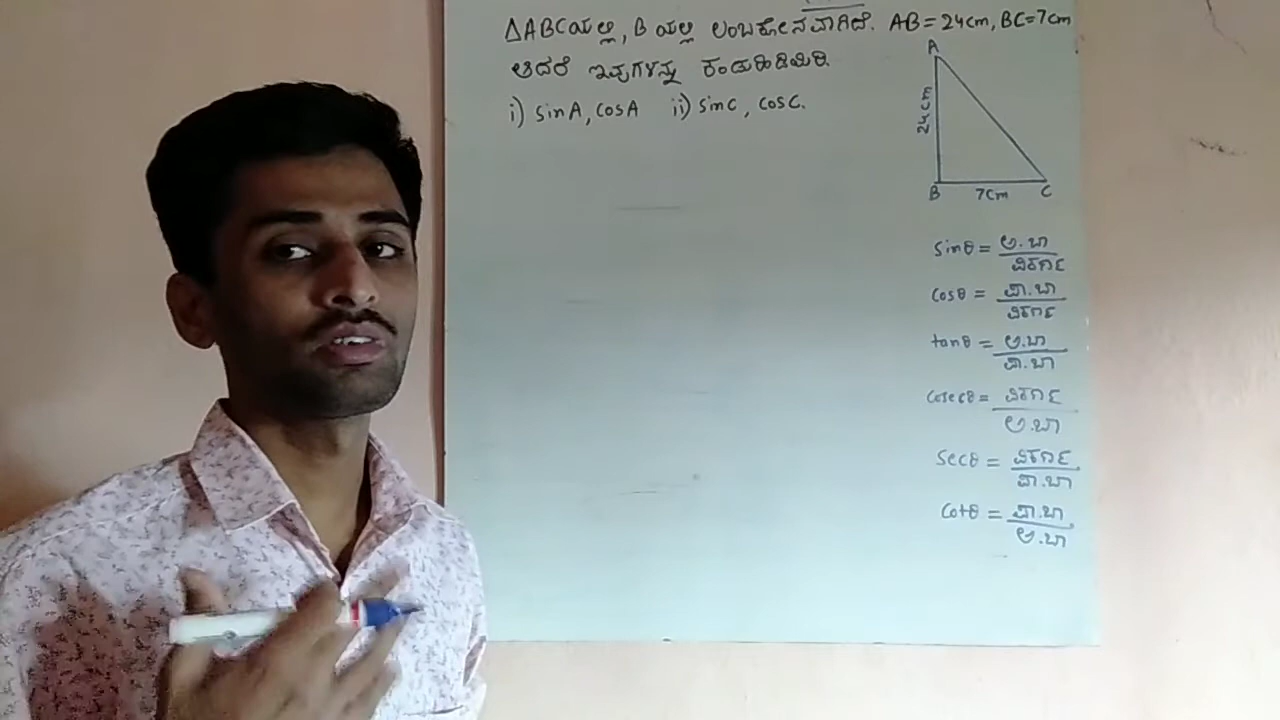 ΔABCಯಲ್ಲಿ, B ಯಲ್ಲಿ ಲಂಬಕೋನವಾಗಿದೆ. AB=24cm, BC=7cm
ಆದರೆ ಇವುಗಳನ್ನು ಕಂಡುಹಿಡಿಯಿರಿ.
i) sinA, cosA ii) sinC, cosC.
A
24cm
B 7cm C
sinθ = ಅ.ಬಾ / ವಿಕರ್ಣ
cosθ = ಪಾ.ಬಾ / ವಿಕರ್ಣ
tanθ = ಅ.ಬಾ / ಪಾ.ಬಾ
cosecθ = ವಿಕರ್ಣ / ಅ.ಬಾ
secθ = ವಿಕರ್ಣ / ಪಾ.ಬಾ
cotθ = ಪಾ.ಬಾ / ಅ.ಬಾ